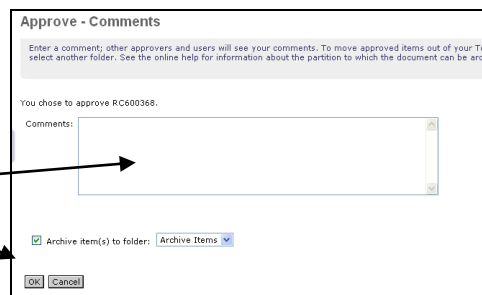 Approve - Comments
Enter a comment; other approvers and users will see your comments. To move approved items out of your
select another folder. See the online help for information about the partition to which the document can be
You chose to approve RC600368.
Comments:
Archive item(s) to folder: Archive Items
OK Cancel